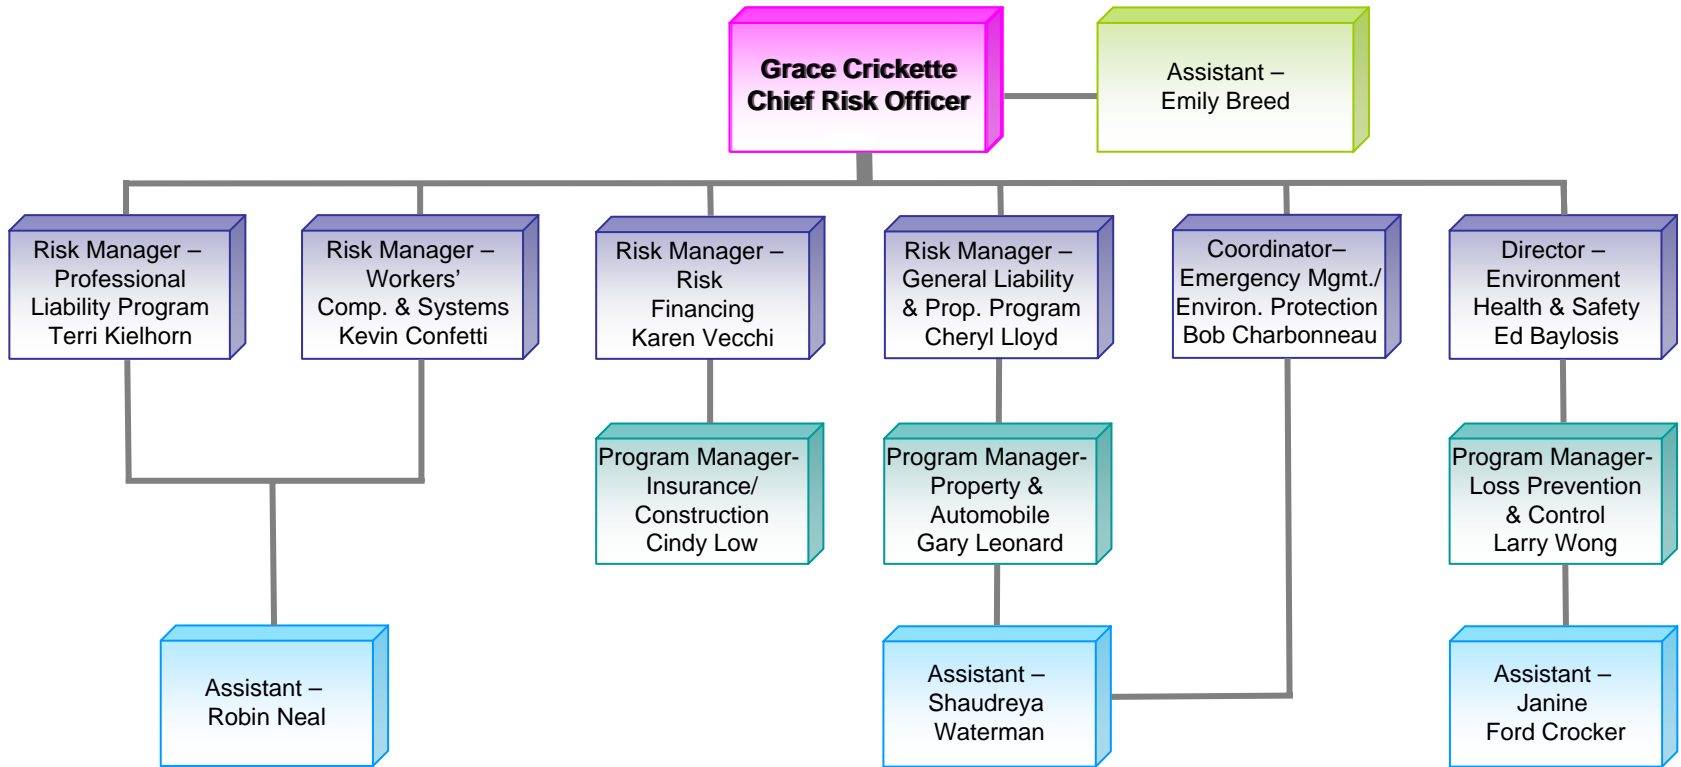 Grace Crickette
Chief Risk Officer
Assistant –
Emily Breed
Risk Manager –
Professional
Liability Program
Terri Kielhorn
Risk Manager –
Workers’
Comp. & Systems
Kevin Confetti
Risk Manager –
Risk
Financing
Karen Vecchi
Risk Manager –
General Liability
& Prop. Program
Cheryl Lloyd
Coordinator–
Emergency Mgmt./
Environ. Protection
Bob Charbonneau
Director –
Environment
Health & Safety
Ed Baylosis
Program Manager-
Insurance/
Construction
Cindy Low
Program Manager-
Property &
Automobile
Gary Leonard
Program Manager-
Loss Prevention
& Control
Larry Wong
Assistant –
Robin Neal
Assistant –
Shaudreya
Waterman
Assistant –
Janine
Ford Crocker